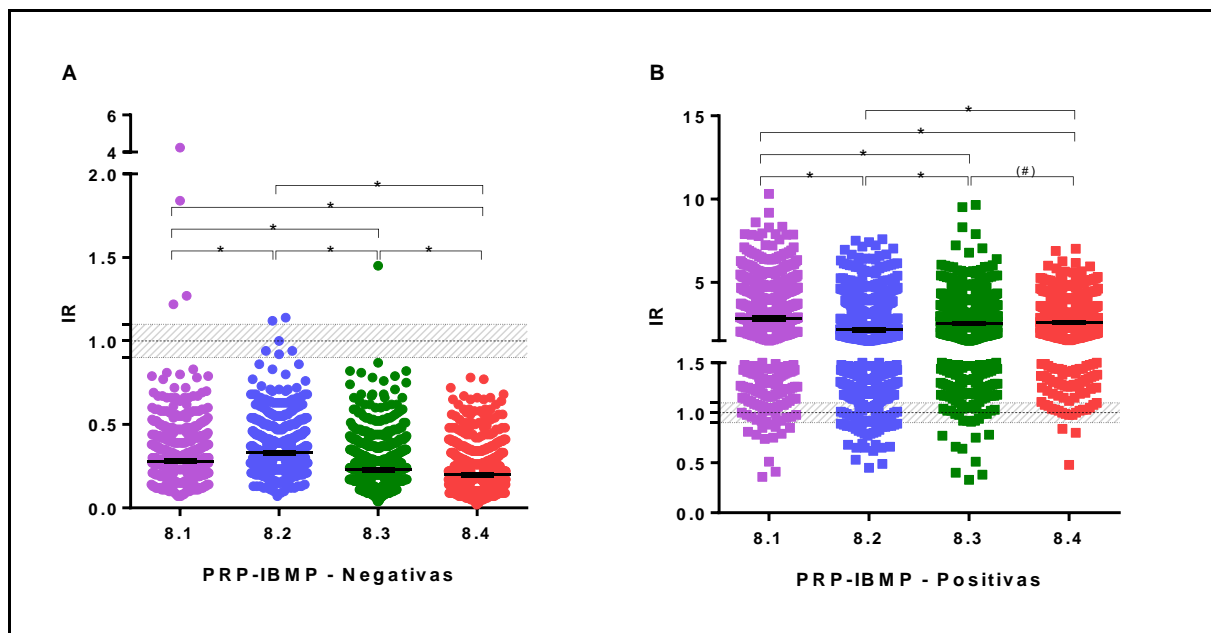 A
B
6
4
2.0
1.5
1.0
0.5
0.0
IR
* * * * * *
8.1 8.2 8.3 8.4
PRP-IBMP - Negativas
15
10
5
1.5
1.0
0.5
0.0
IR
* * * * * (#)
8.1 8.2 8.3 8.4
PRP-IBMP - Positivas